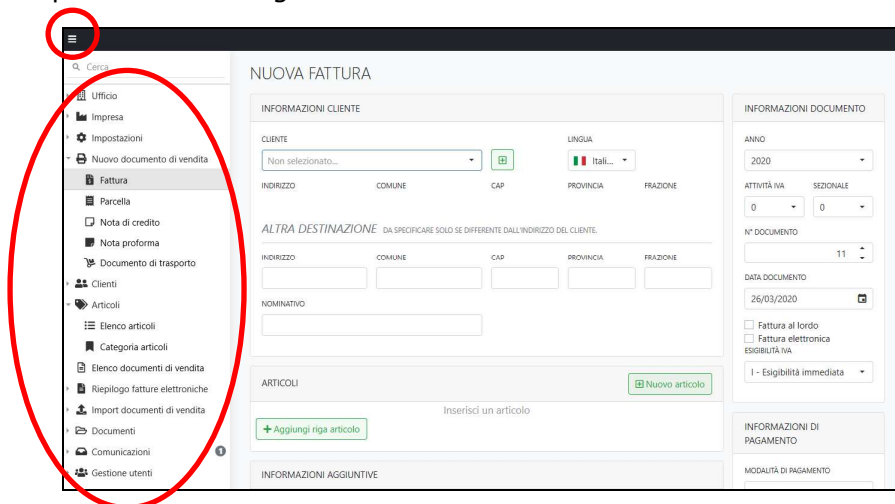 Cerca
Ufficio
Impresa
Impostazioni
Nuovo documento di vendita
Fattura
Parcella
Nota di credito
Nota proforma
Documento di trasporto
Clienti
Articoli
Elenco articoli
Categoria articoli
Elenco documenti di vendita
Riepilogo fatture elettroniche
Import documenti di vendita
Documenti
Comunicazioni 1
Gestione utenti
NUOVA FATTURA
INFORMAZIONI CLIENTE
CLIENTE LINGUA
Non selezionato... Itali...
INDIRIZZO COMUNE CAP PROVINCIA FRAZIONE
ALTRA DESTINAZIONE DA SPECIFICARE SOLO SE DIFFERENTE DALL'INDIRIZZO DEL CLIENTE.
INDIRIZZO COMUNE CAP PROVINCIA FRAZIONE
NOMINATIVO
ARTICOLI Nuovo articolo
Inserisci un articolo
+ Aggiungi riga articolo
INFORMAZIONI AGGIUNTIVE
INFORMAZIONI DOCUMENTO
ANNO
2020
ATTIVITÀ IVA SEZIONALE
0 0
N° DOCUMENTO
11
DATA DOCUMENTO
26/03/2020
Fattura al lordo
Fattura elettronica
ESIGIBILITÀ IVA
I - Esigibilità immediata
INFORMAZIONI DI
PAGAMENTO
MODALITÀ DI PAGAMENTO